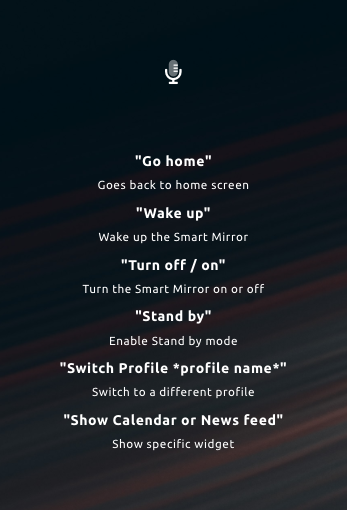 "Go home"
Goes back to home screen
"Wake up"
Wake up the Smart Mirror
"Turn off / on"
Turn the Smart Mirror on or off
"Stand by"
Enable Stand by mode
"Switch Profile *profile name*"
Switch to a different profile
"Show Calendar or News feed"
Show specific widget